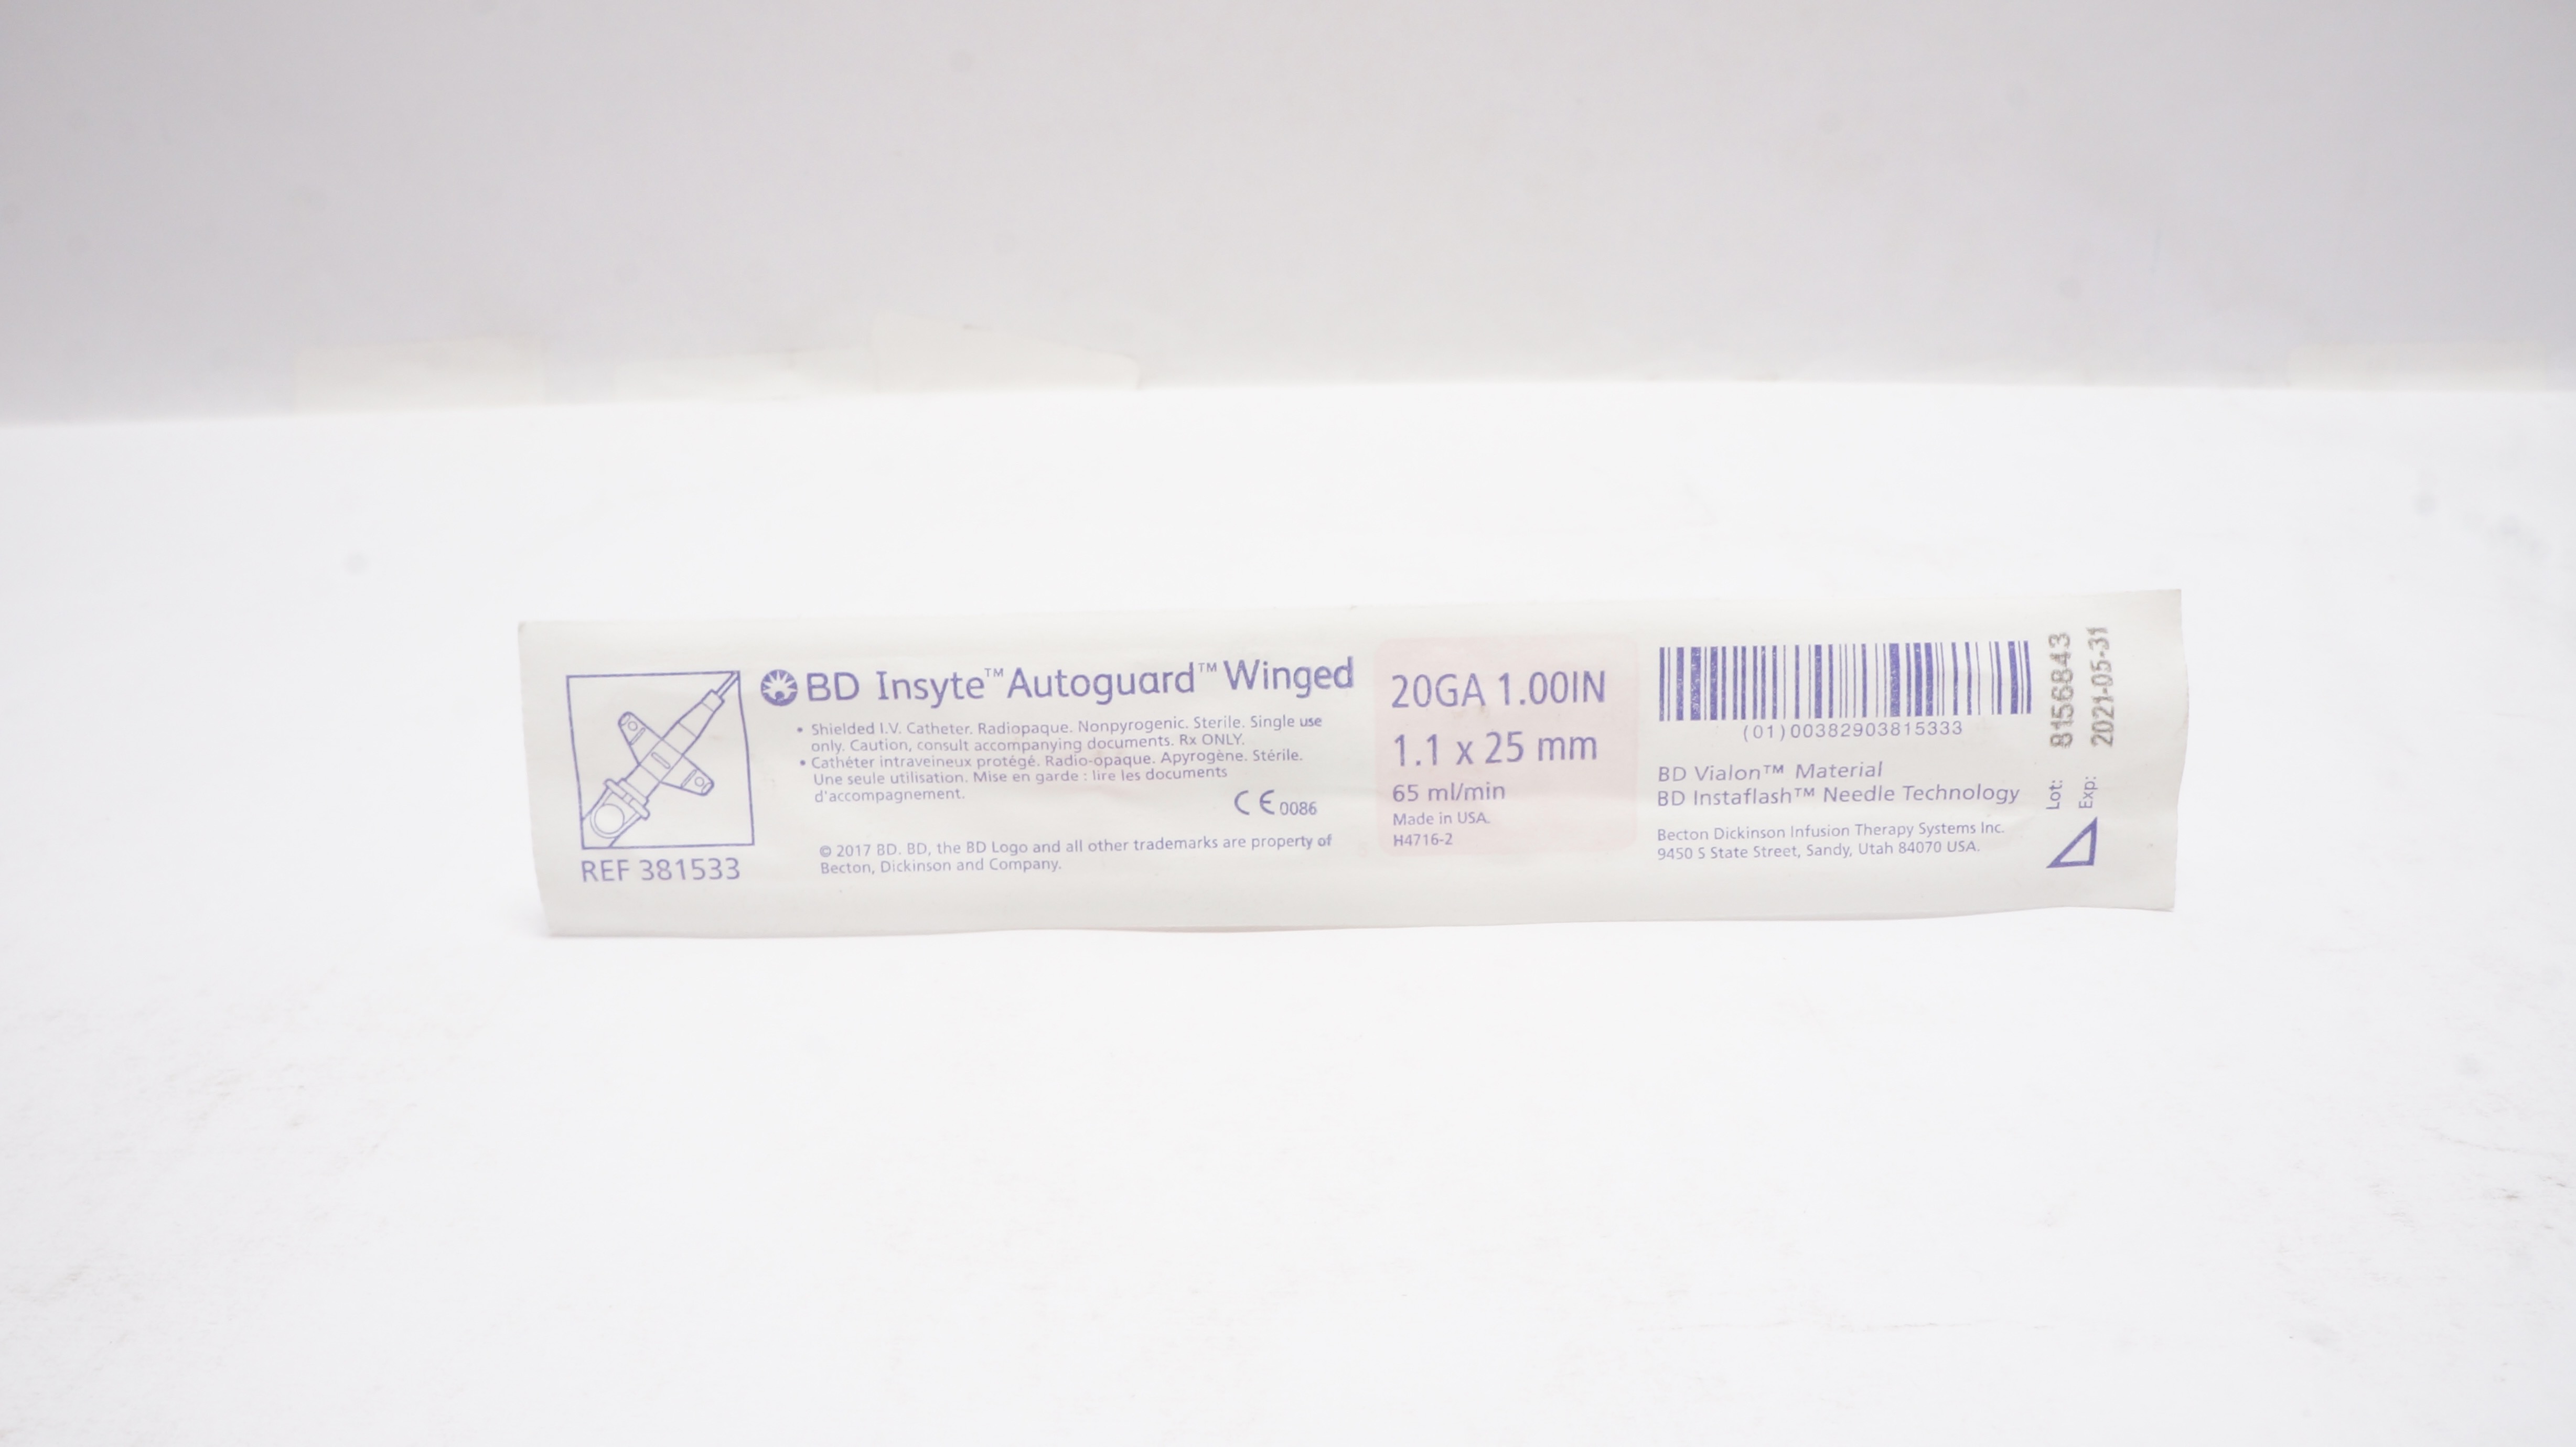 BD Insyte™ Autoguard™ Winged
• Shielded I.V. Catheter. Radiopaque. Nonpyrogenic. Sterile. Single use
only. Caution, consult accompanying documents. Rx ONLY.
• Cathéter intraveineux protégé. Radio-opaque. Apyrogène. Stérile.
Une seule utilisation. Mise en garde : lire les documents
d'accompagnement.
CE 0086
© 2017 BD. BD, the BD Logo and all other trademarks are property of
Becton, Dickinson and Company.
REF 381533
20GA 1.00IN
1.1 x 25 mm
65 ml/min
Made in USA.
H4716-2
(01)00382903815333
BD Vialon™ Material
BD Instaflash™ Needle Technology
Becton Dickinson Infusion Therapy Systems Inc.
9450 S State Street, Sandy, Utah 84070 USA.
Lot: 8156843
Exp: 2021-05-31